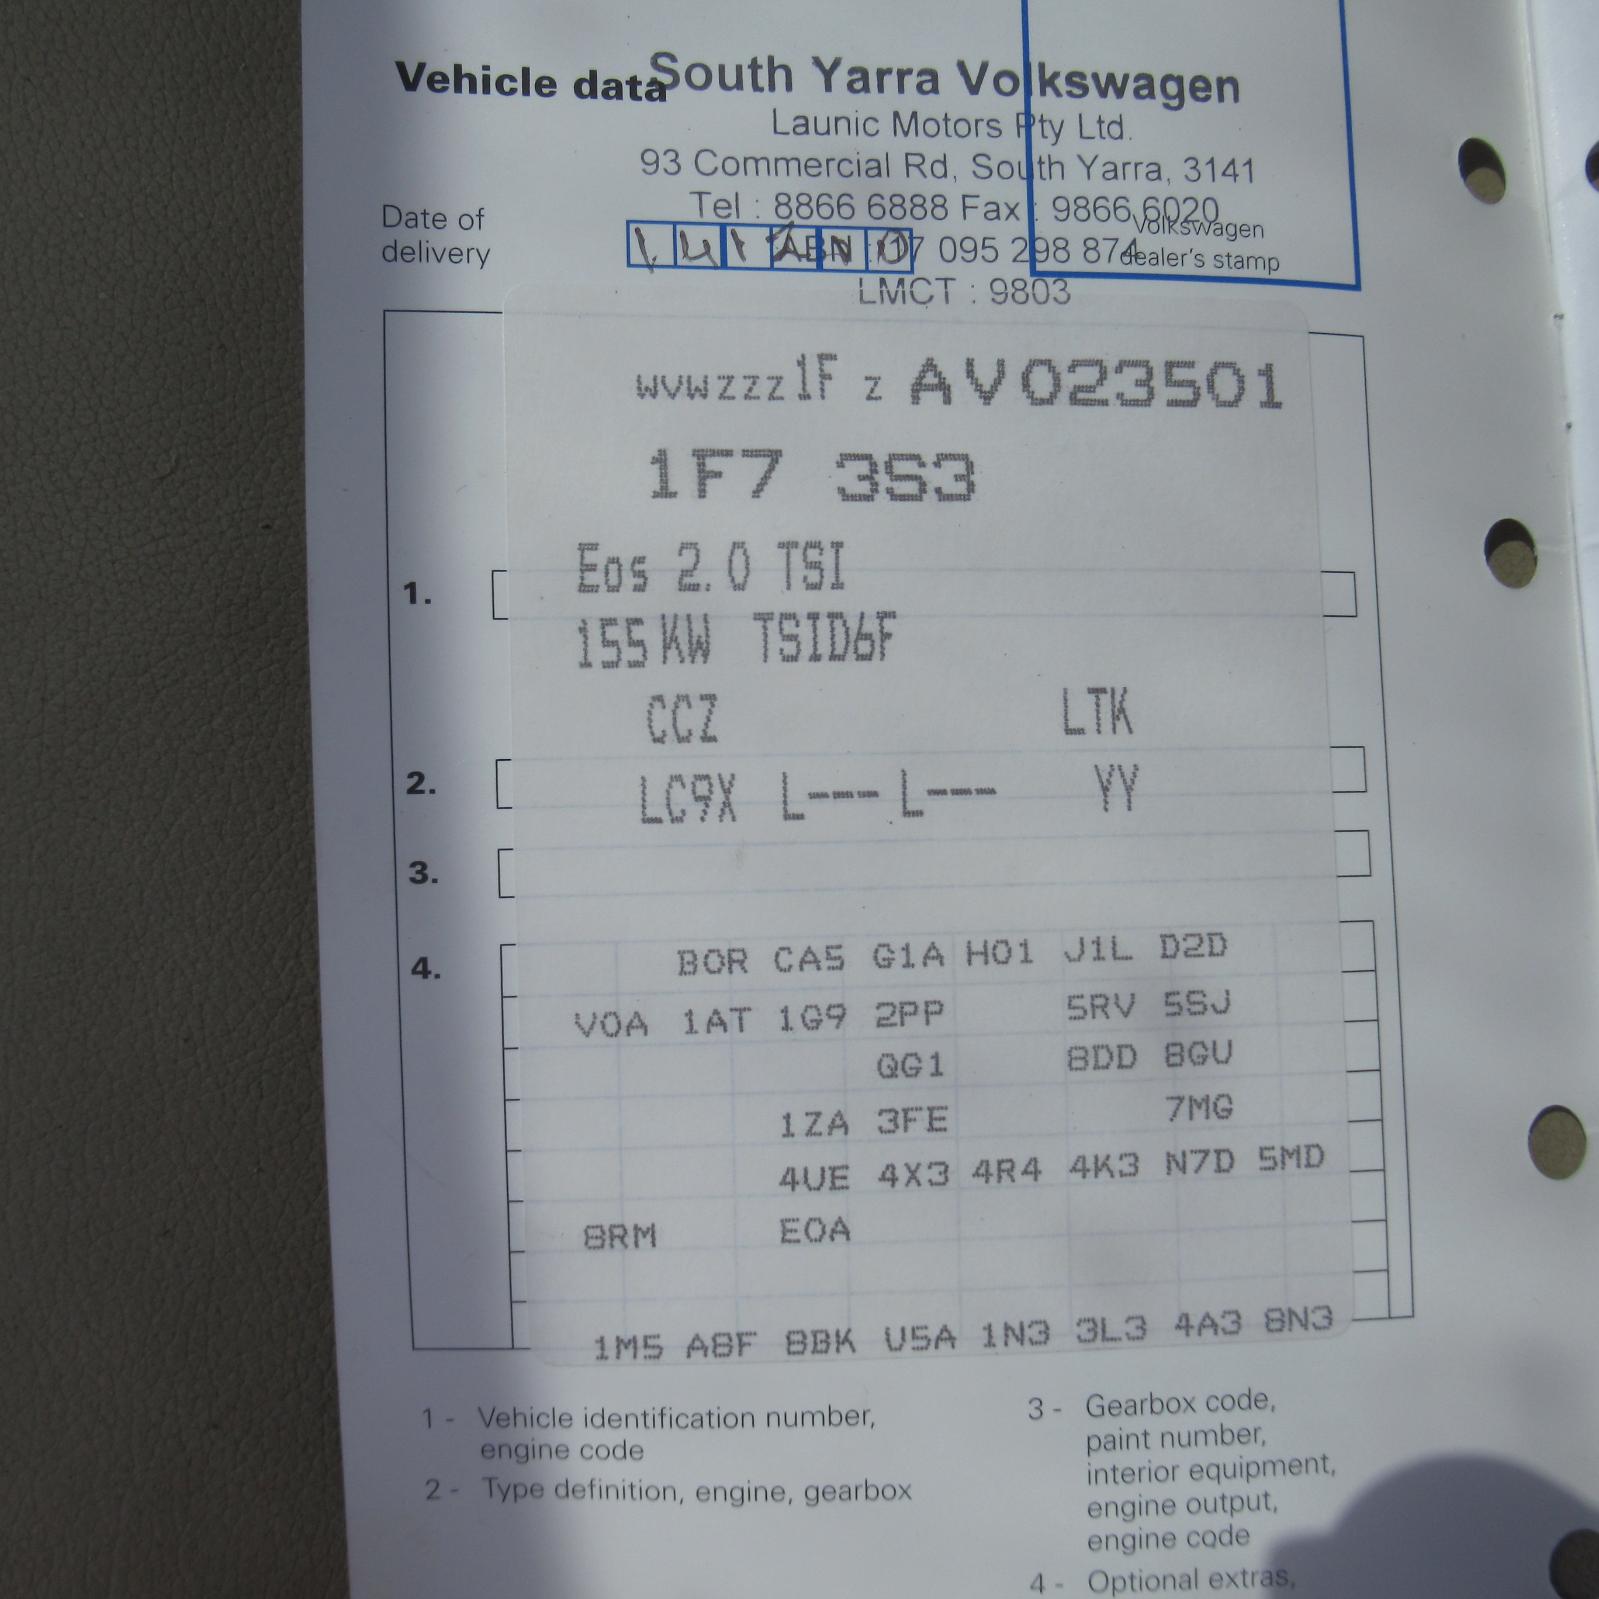 Vehicle data
South Yarra Volkswagen
Launic Motors Pty Ltd.
93 Commercial Rd, South Yarra, 3141
Tel : 8866 6888 Fax : 9866 6020
Date of
delivery
ABN : 17 095 298 874
LMCT : 9803
Volkswagen
dealer's stamp
WVWZZZ1F Z AV023501
1F7 3S3
Eos 2.0 TSI
1.
155KW TSID6F
CCZ LTK
2.
LC9X L--- L--- YY
3.
4.
BOR CA5 G1A HO1 J1L D2D
VOA 1AT 1G9 2PP 5RV 5SJ
QG1 8DD 8GU
1ZA 3FE 7MG
4UE 4X3 4R4 4K3 N7D 5MD
8RM EOA
1M5 A8F 8BK U5A 1N3 3L3 4A3 8N3
1 - Vehicle identification number,
engine code
2 - Type definition, engine, gearbox
3 - Gearbox code,
paint number,
interior equipment,
engine output,
engine code
4 - Optional extras,